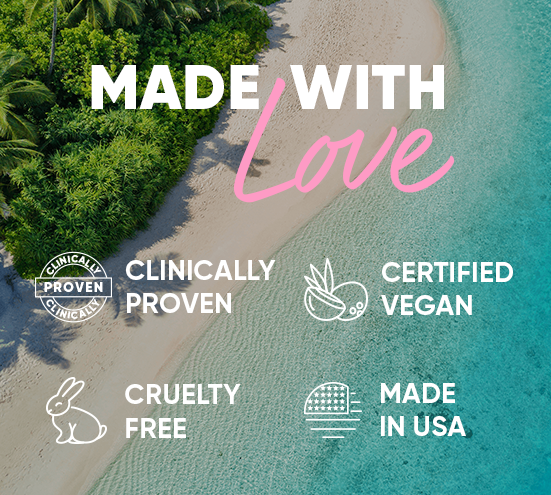 MADE WITH
Love
CLINICALLY
PROVEN
CLINICALLY
CLINICALLY
PROVEN
CERTIFIED
VEGAN
CRUELTY
FREE
MADE
IN USA